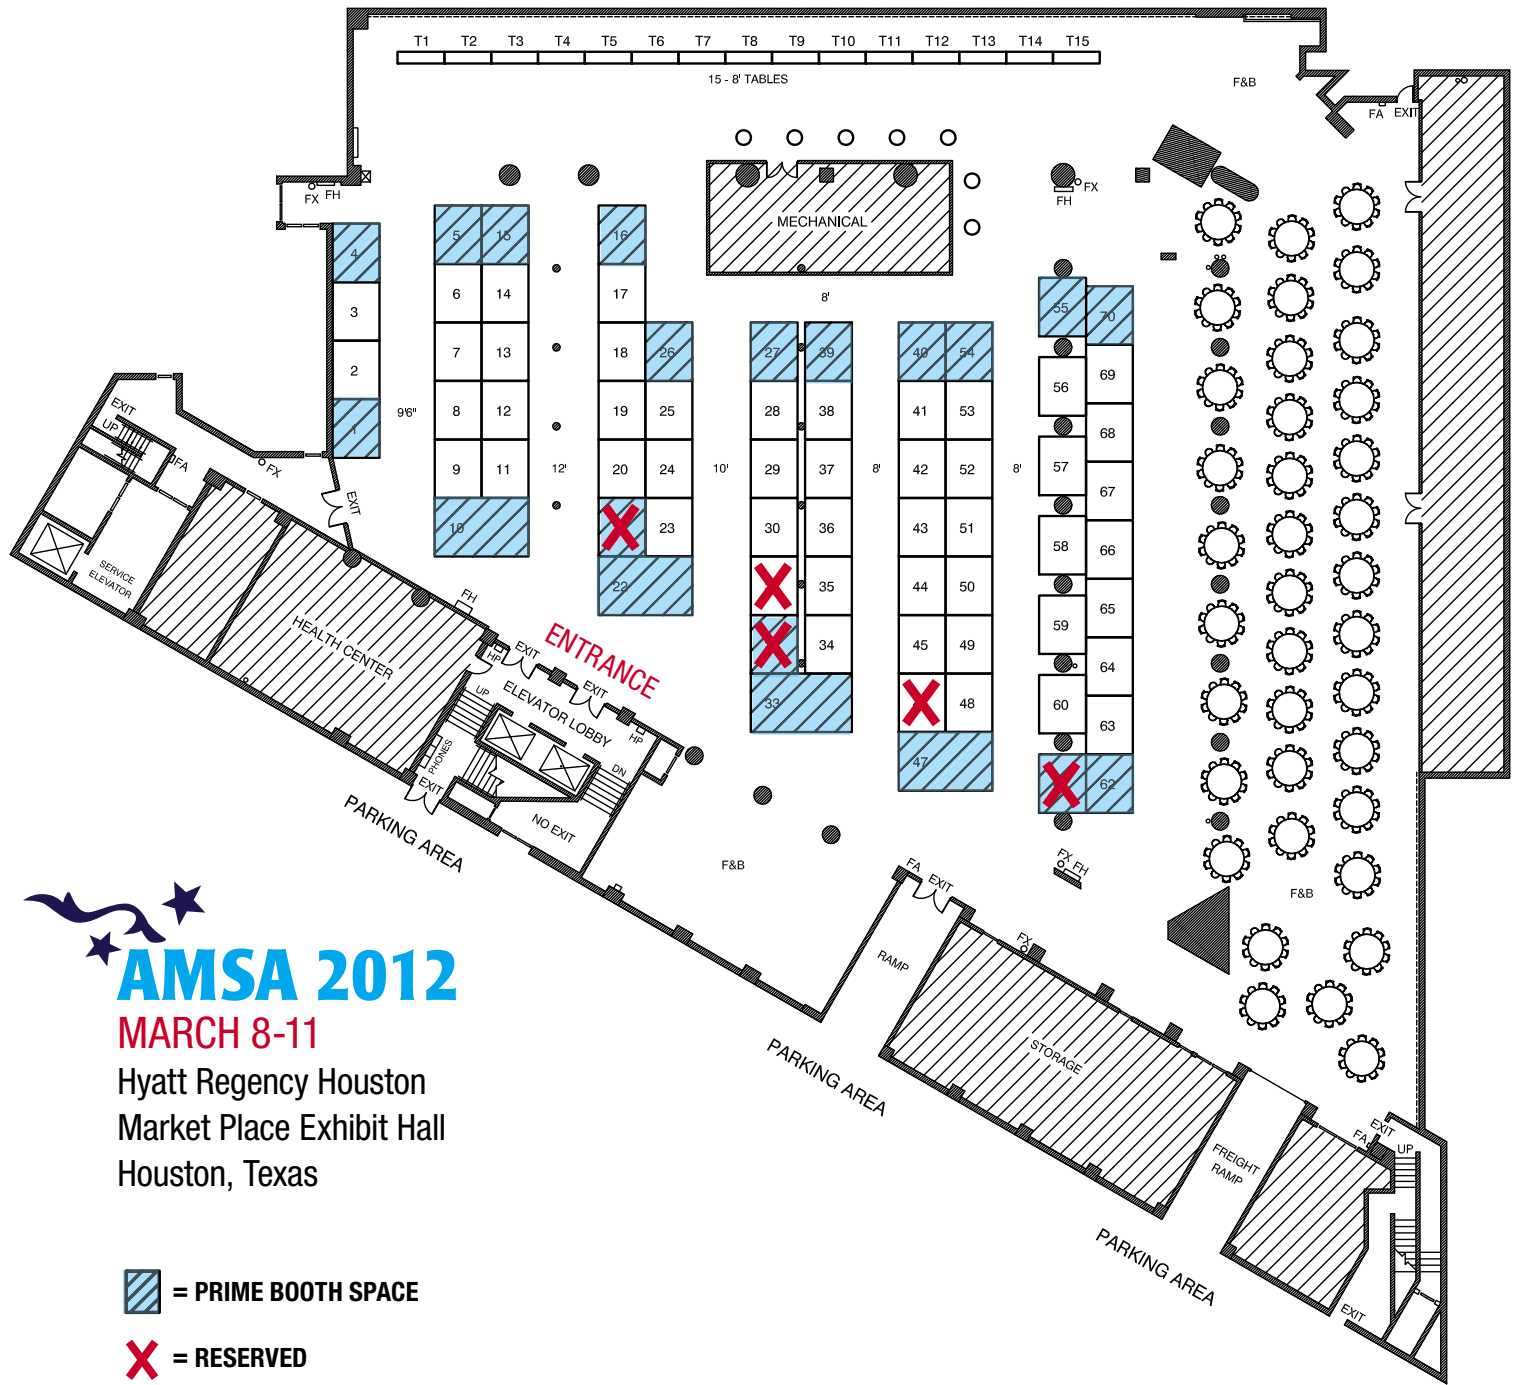 T1 T2 T3 T4 T5 T6 T7 T8 T9 T10 T11 T12 T13 T14 T15
15 - 8' TABLES
F&B
FA EXIT
FX FH
MECHANICAL
FX
FH
4 5 15 16
3 6 14 17
8'
55 70
2 7 13 18 26 27 39 40 54
56 69
1 9'6" 8 12 19 25 28 38 41 53
68
9 11 12' 20 24 10' 29 37 8' 42 52 8' 57
67
10 23 30 36 43 51
58 66
22 35 44 50
59 65
34 45 49
64
33 48 60 63
47 62
EXIT
UP
FA
FX
EXIT
SERVICE
ELEVATOR
HEALTH CENTER
FH
ENTRANCE
HP
EXIT
EXIT
ELEVATOR LOBBY
HP
UP
DN
PHONES
EXIT
NO EXIT
PARKING AREA
F&B
FX FH
FA EXIT
F&B
RAMP
FX
STORAGE
PARKING AREA
FREIGHT
RAMP
EXIT
FA
UP
PARKING AREA
EXIT
AMSA 2012
MARCH 8-11
Hyatt Regency Houston
Market Place Exhibit Hall
Houston, Texas
= PRIME BOOTH SPACE
= RESERVED